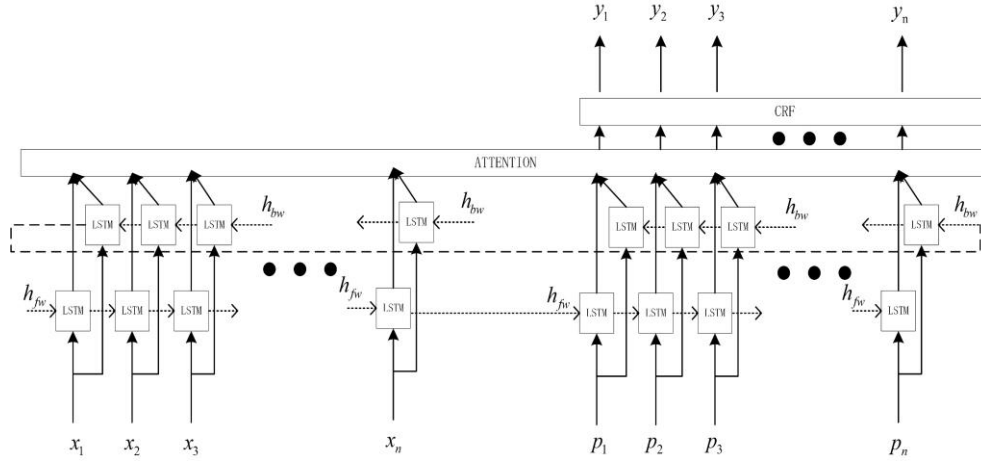 y1 y2 y3 yn
CRF
ATTENTION
LSTM LSTM LSTM hbw LSTM hbw LSTM LSTM LSTM hbw LSTM hbw
hfw LSTM LSTM LSTM hfw LSTM hfw LSTM LSTM LSTM hfw LSTM
x1 x2 x3 xn p1 p2 p3 pn